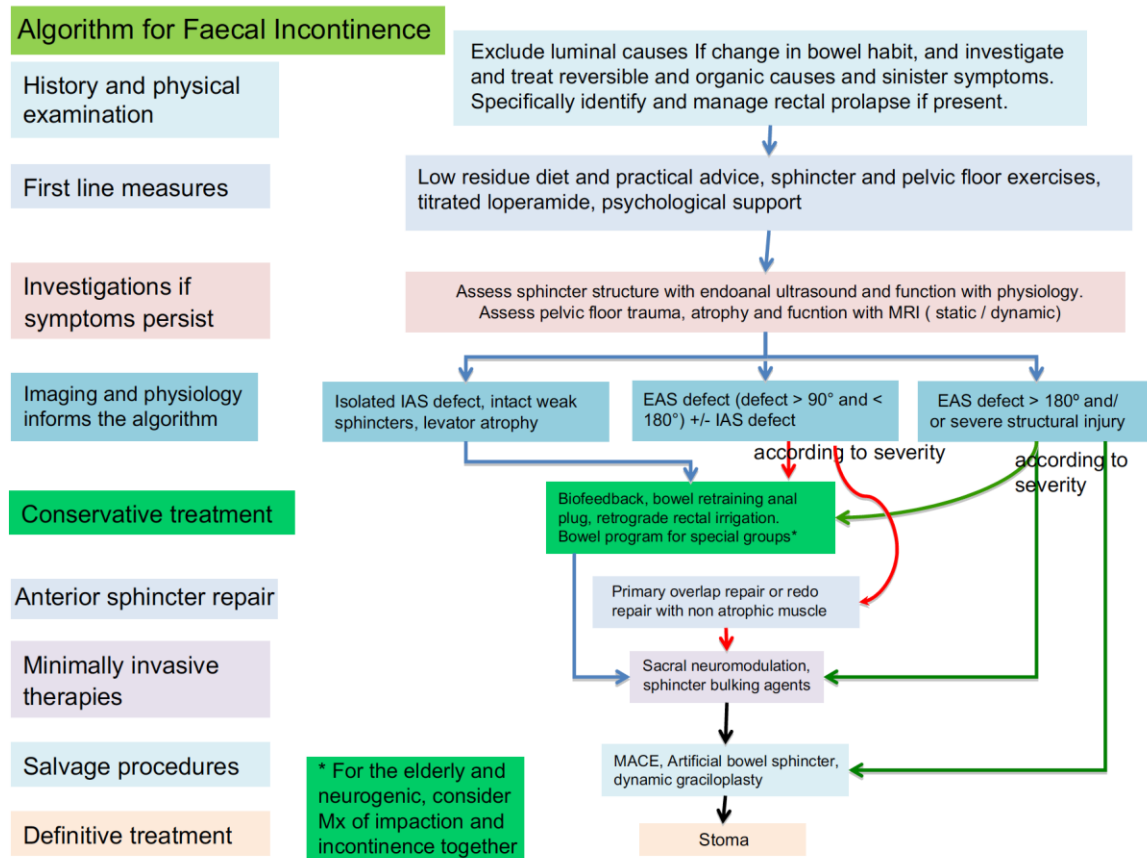 Algorithm for Faecal Incontinence
Exclude luminal causes If change in bowel habit, and investigate
and treat reversible and organic causes and sinister symptoms.
Specifically identify and manage rectal prolapse if present.
History and physical
examination
First line measures
Low residue diet and practical advice, sphincter and pelvic floor exercises,
titrated loperamide, psychological support
Investigations if
symptoms persist
Assess sphincter structure with endoanal ultrasound and function with physiology.
Assess pelvic floor trauma, atrophy and fucntion with MRI ( static / dynamic)
Imaging and physiology
informs the algorithm
Isolated IAS defect, intact weak
sphincters, levator atrophy
EAS defect (defect > 90° and <
180°) +/- IAS defect
EAS defect > 180º and/
or severe structural injury
according to severity
according to
severity
Conservative treatment
Biofeedback, bowel retraining anal
plug, retrograde rectal irrigation.
Bowel program for special groups*
Anterior sphincter repair
Primary overlap repair or redo
repair with non atrophic muscle
Minimally invasive
therapies
Sacral neuromodulation,
sphincter bulking agents
Salvage procedures
MACE, Artificial bowel sphincter,
dynamic graciloplasty
* For the elderly and
neurogenic, consider
Mx of impaction and
incontinence together
Definitive treatment
Stoma